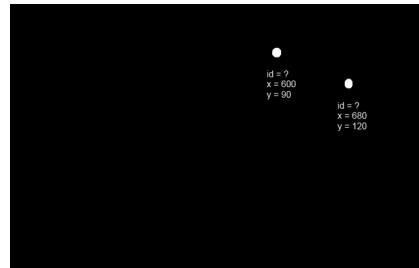 id = ?
x = 600
y = 90
id = ?
x = 680
y = 120